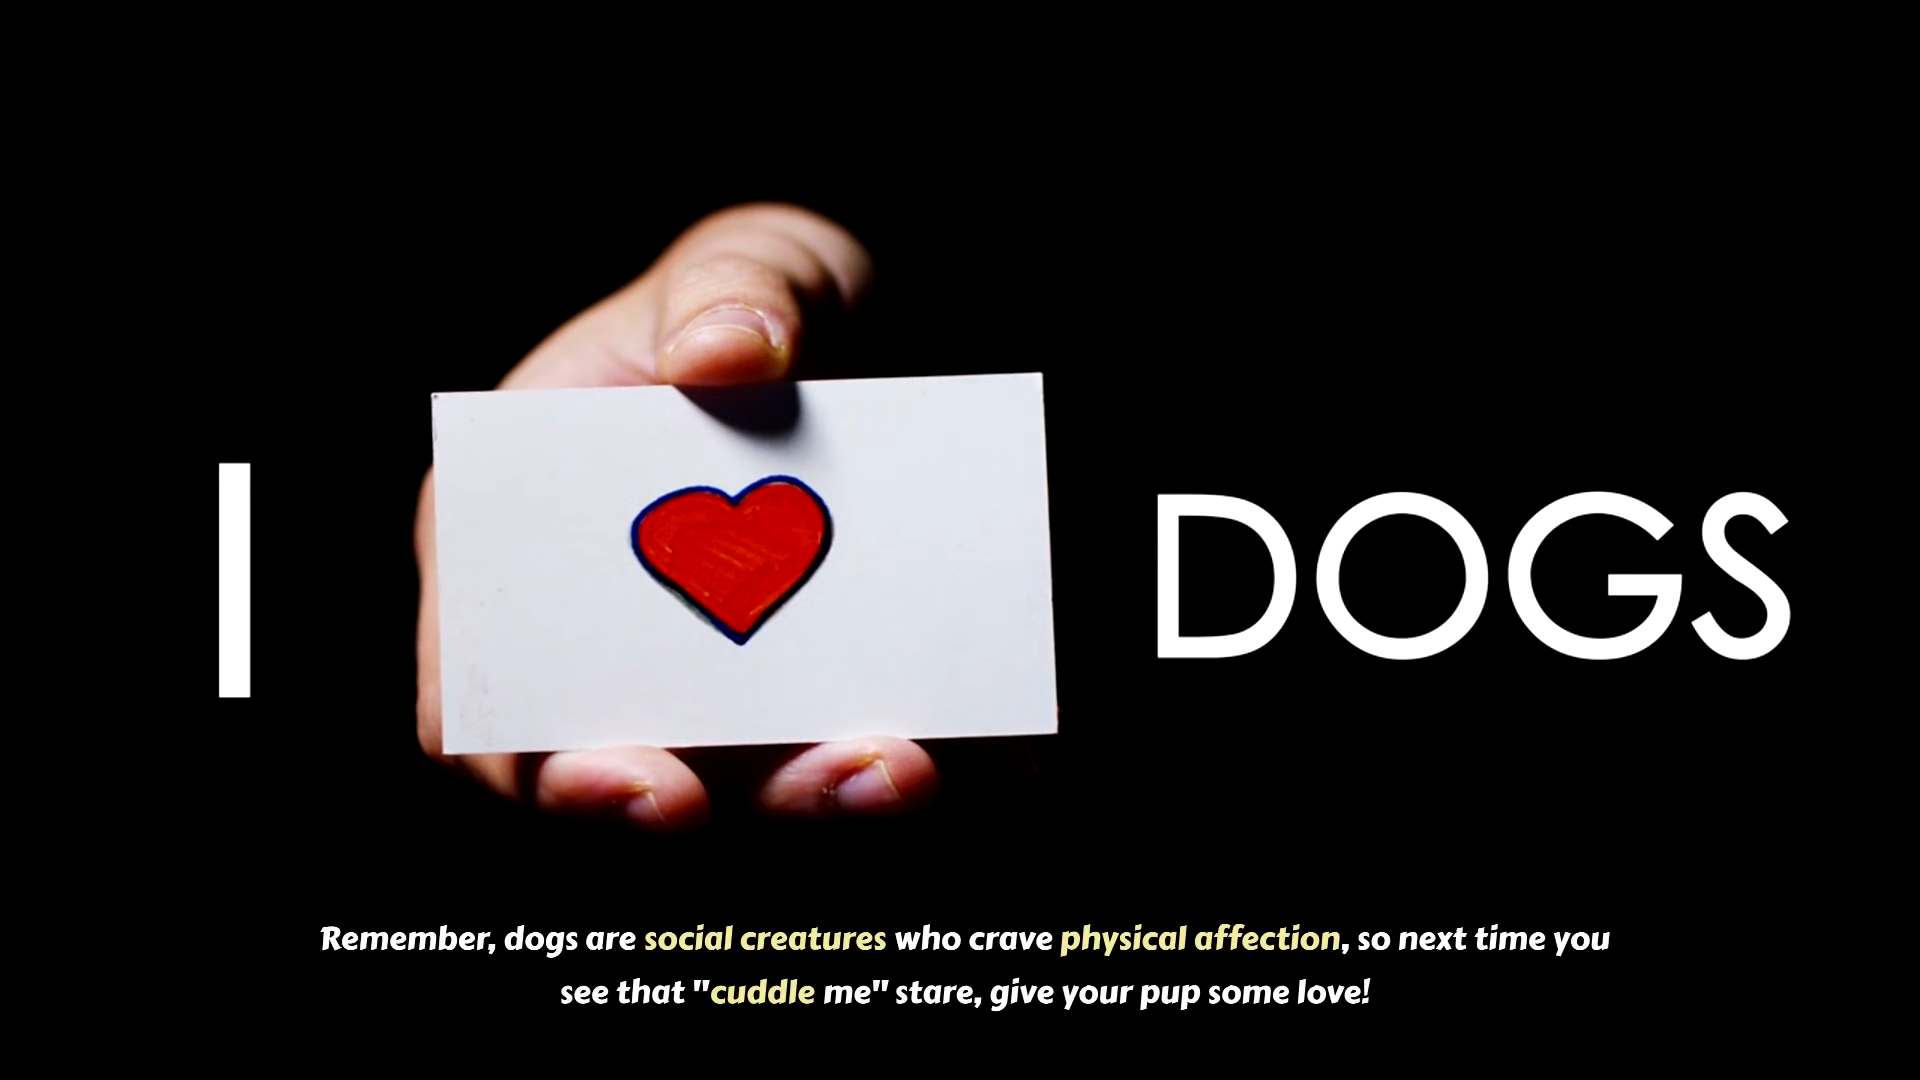 I DOGS
Remember, dogs are social creatures who crave physical affection, so next time you
see that "cuddle me" stare, give your pup some love!